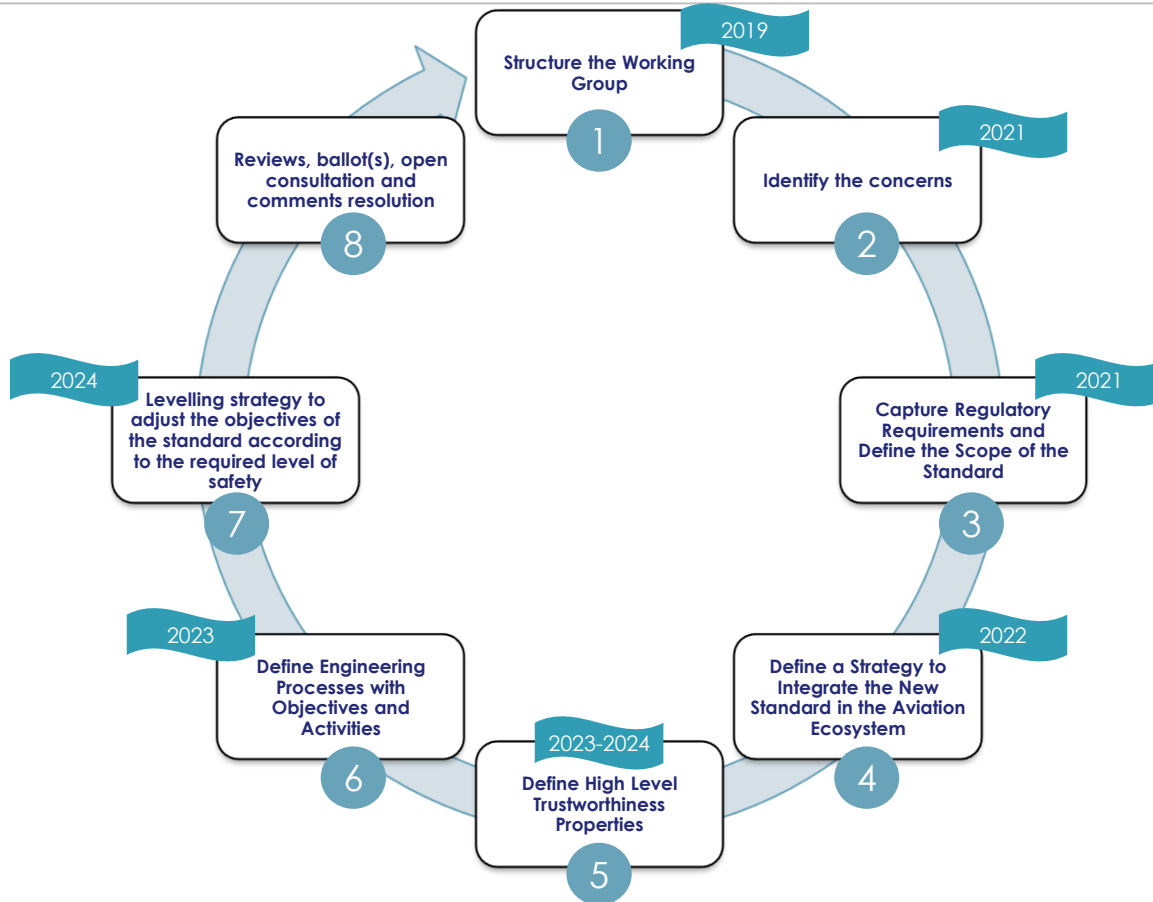 2019
Structure the Working
Group
1
2021
Identify the concerns
2
2021
Capture Regulatory
Requirements and
Define the Scope of the
Standard
3
2022
Define a Strategy to
Integrate the New
Standard in the Aviation
Ecosystem
4
2023-2024
Define High Level
Trustworthiness
Properties
5
2023
Define Engineering
Processes with
Objectives and
Activities
6
2024
Levelling strategy to
adjust the objectives of
the standard according
to the required level of
safety
7
Reviews, ballot(s), open
consultation and
comments resolution
8